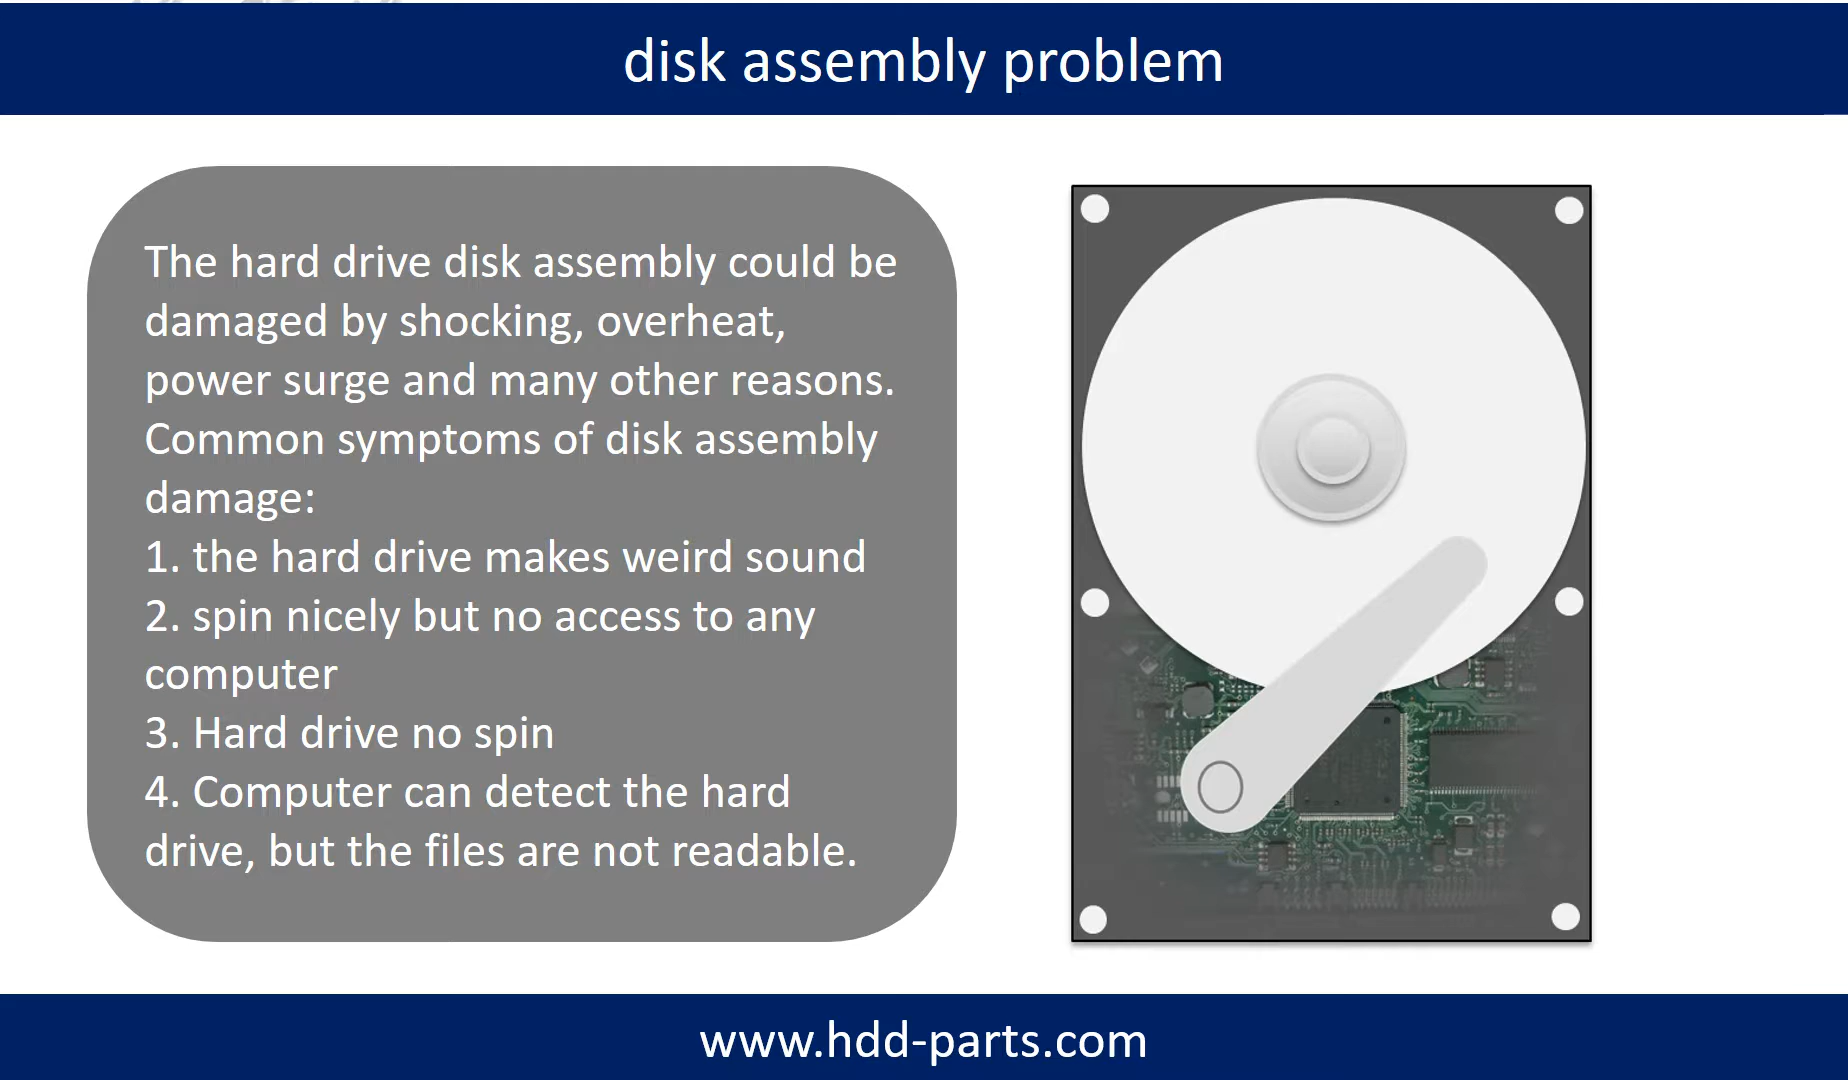 disk assembly problem
The hard drive disk assembly could be
damaged by shocking, overheat,
power surge and many other reasons.
Common symptoms of disk assembly
damage:
1. the hard drive makes weird sound
2. spin nicely but no access to any
computer
3. Hard drive no spin
4. Computer can detect the hard
drive, but the files are not readable.
www.hdd-parts.com